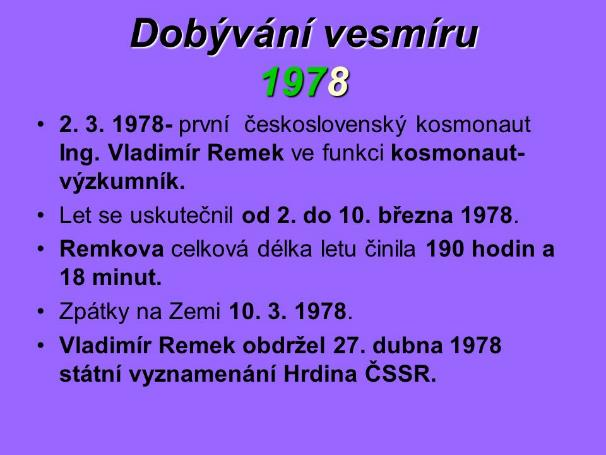 Dobývání vesmíru
1978
• 2. 3. 1978- první československý kosmonaut
Ing. Vladimír Remek ve funkci kosmonaut-
výzkumník.
• Let se uskutečnil od 2. do 10. března 1978.
• Remkova celková délka letu činila 190 hodin a
18 minut.
• Zpátky na Zemi 10. 3. 1978.
• Vladimír Remek obdržel 27. dubna 1978
státní vyznamenání Hrdina ČSSR.